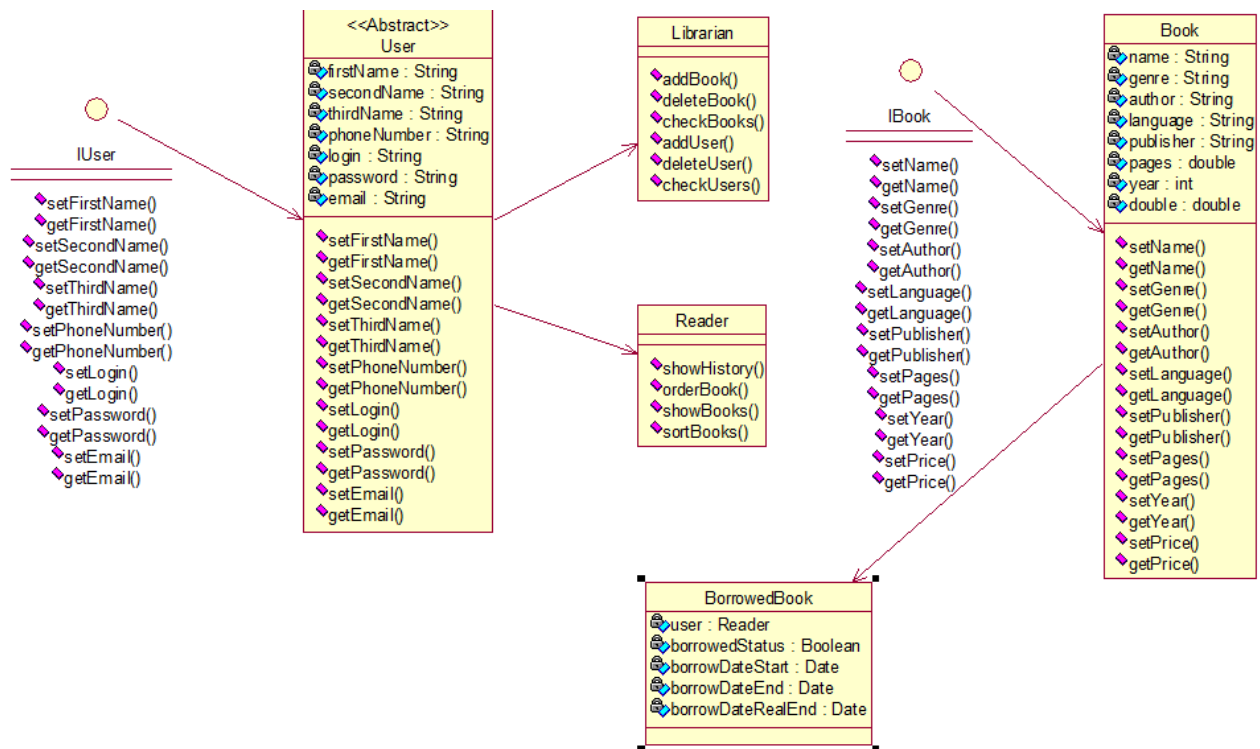 IUser
setFirstName()
getFirstName()
setSecondName()
getSecondName()
setThirdName()
getThirdName()
setPhoneNumber()
getPhoneNumber()
setLogin()
getLogin()
setPassword()
getPassword()
setEmail()
getEmail()
<<Abstract>>
User
firstName : String
secondName : String
thirdName : String
phoneNumber : String
login : String
password : String
email : String
setFirstName()
getFirstName()
setSecondName()
getSecondName()
setThirdName()
getThirdName()
setPhoneNumber()
getPhoneNumber()
setLogin()
getLogin()
setPassword()
getPassword()
setEmail()
getEmail()
Librarian
addBook()
deleteBook()
checkBooks()
addUser()
deleteUser()
checkUsers()
Reader
showHistory()
orderBook()
showBooks()
sortBooks()
IBook
setName()
getName()
setGenre()
getGenre()
setAuthor()
getAuthor()
setLanguage()
getLanguage()
setPublisher()
getPublisher()
setPages()
getPages()
setYear()
getYear()
setPrice()
getPrice()
Book
name : String
genre : String
author : String
language : String
publisher : String
pages : double
year : int
double : double
setName()
getName()
setGenre()
getGenre()
setAuthor()
getAuthor()
setLanguage()
getLanguage()
setPublisher()
getPublisher()
setPages()
getPages()
setYear()
getYear()
setPrice()
getPrice()
BorrowedBook
user : Reader
borrowedStatus : Boolean
borrowDateStart : Date
borrowDateEnd : Date
borrowDateRealEnd : Date